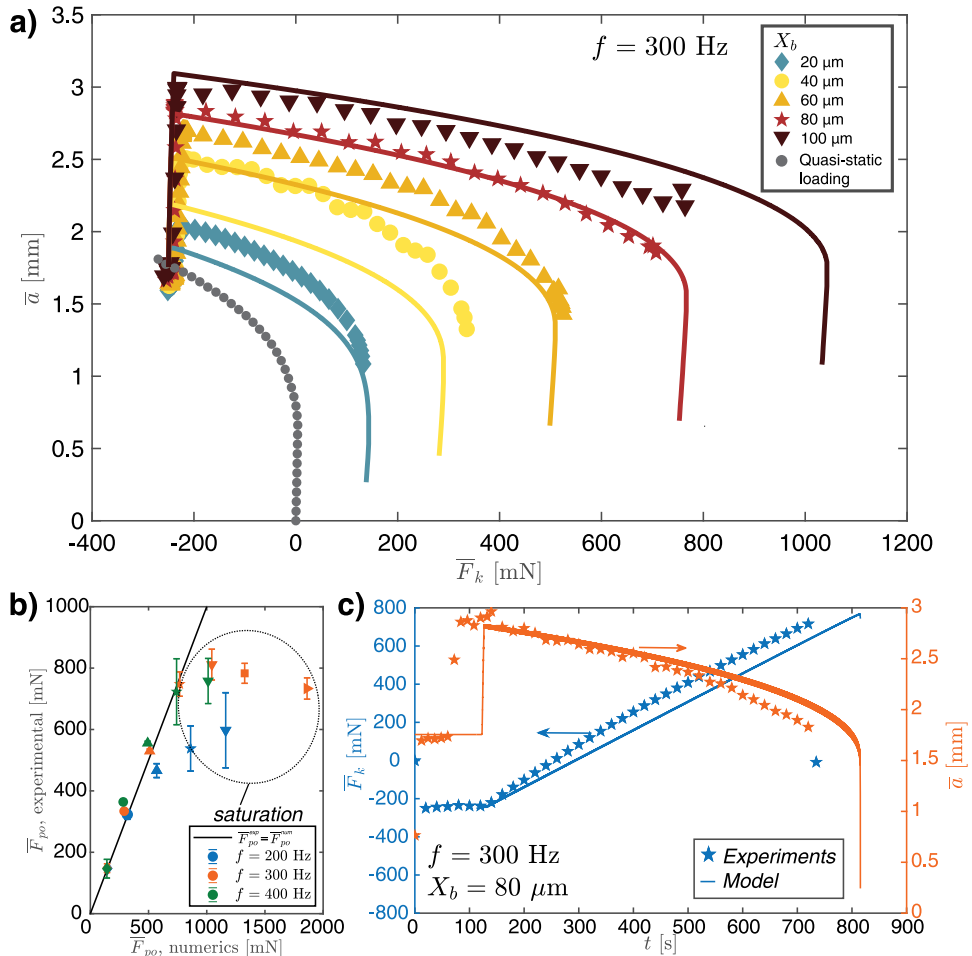 a)
f = 300 Hz
X_b
20 μm
40 μm
60 μm
80 μm
100 μm
Quasi-static
loading
3.5
3
2.5
2
1.5
1
0.5
0
a̅ [mm]
-400
-200
0
200
400
600
800
1000
1200
F̅_k [mN]
b)
1000
800
600
400
200
0
F̅_po, experimental [mN]
saturation
F̅_po^exp = F̅_po^num
f = 200 Hz
f = 300 Hz
f = 400 Hz
0
500
1000
1500
2000
F̅_po, numerics [mN]
c)
800
600
400
200
0
-200
-400
-600
-800
F̅_k [mN]
f = 300 Hz
X_b = 80 μm
Experiments
Model
3
2.5
2
1.5
1
0.5
0
a̅ [mm]
0
100
200
300
400
500
600
700
800
900
t [s]